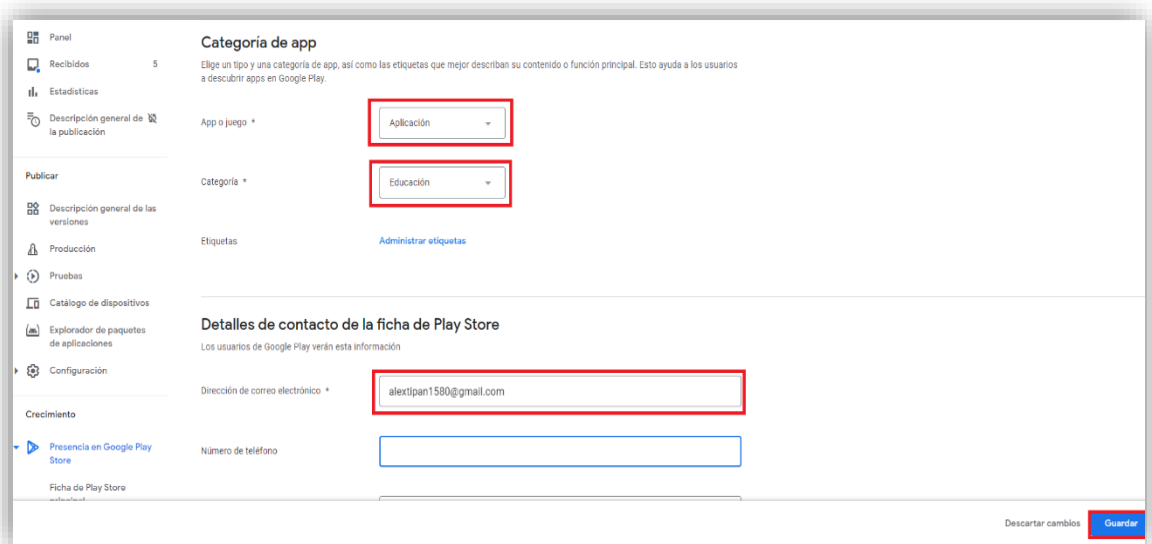 Panel
Recibidos 5
Estadísticas
Descripción general de
la publicación
Publicar
Descripción general de las
versiones
Producción
Pruebas
Catálogo de dispositivos
Explorador de paquetes
de aplicaciones
Configuración
Crecimiento
Presencia en Google Play
Store
Ficha de Play Store
principal
Categoría de app
Elige un tipo y una categoría de app, así como las etiquetas que mejor describan su contenido o función principal. Esto ayuda a los usuarios
a descubrir apps en Google Play.
App o juego * Aplicación
Categoría * Educación
Etiquetas Administrar etiquetas
Detalles de contacto de la ficha de Play Store
Los usuarios de Google Play verán esta información
Dirección de correo electrónico * alextipan1580@gmail.com
Número de teléfono
Descartar cambios Guardar